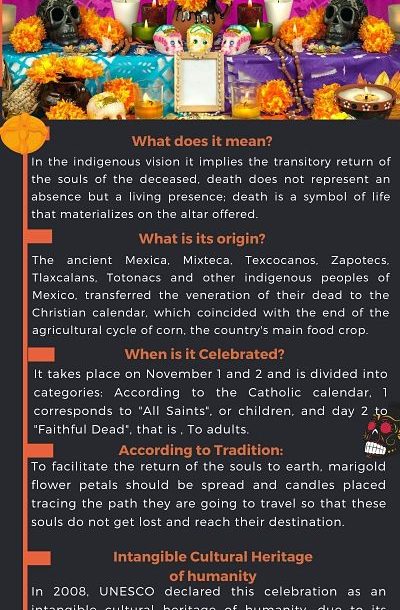 What does it mean?
In the indigenous vision it implies the transitory return of
the souls of the deceased, death does not represent an
absence but a living presence; death is a symbol of life
that materializes on the altar offered.
What is its origin?
The ancient Mexica, Mixteca, Texcocanos, Zapotecs,
Tlaxcalans, Totonacs and other indigenous peoples of
Mexico, transferred the veneration of their dead to the
Christian calendar, which coincided with the end of the
agricultural cycle of corn, the country's main food crop.
When is it Celebrated?
It takes place on November 1 and 2 and is divided into
categories: According to the Catholic calendar, 1
corresponds to "All Saints", or children, and day 2 to
"Faithful Dead", that is , To adults.
According to Tradition:
To facilitate the return of the souls to earth, marigold
flower petals should be spread and candles placed
tracing the path they are going to travel so that these
souls do not get lost and reach their destination.
Intangible Cultural Heritage
of humanity
In 2008, UNESCO declared this celebration as an
intangible cultural heritage of humanity, due to its